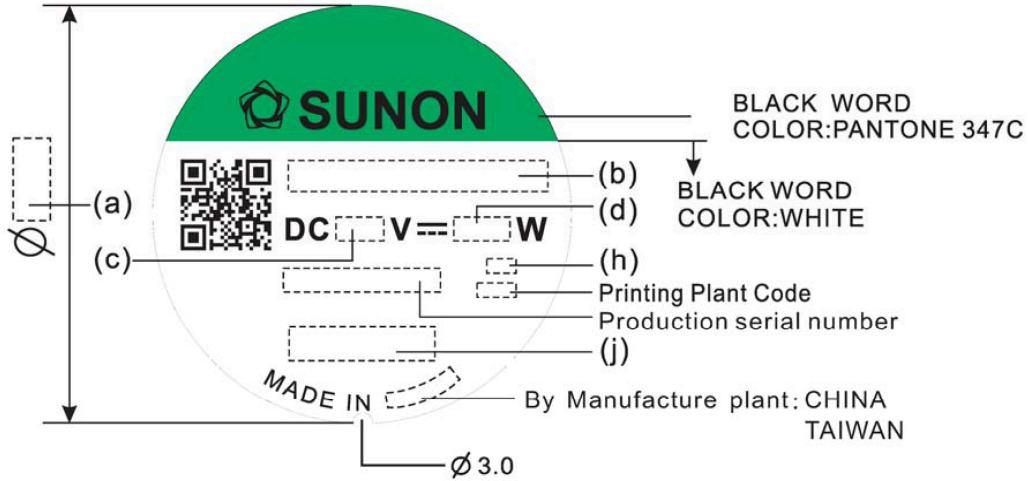 SUNON
BLACK WORD
COLOR:PANTONE 347C
(a)
(b)
BLACK WORD
COLOR:WHITE
DC V W
(d)
(c)
(h)
Printing Plant Code
Production serial number
(j)
MADE IN
By Manufacture plant: CHINA
TAIWAN
Ø
Ø 3.0